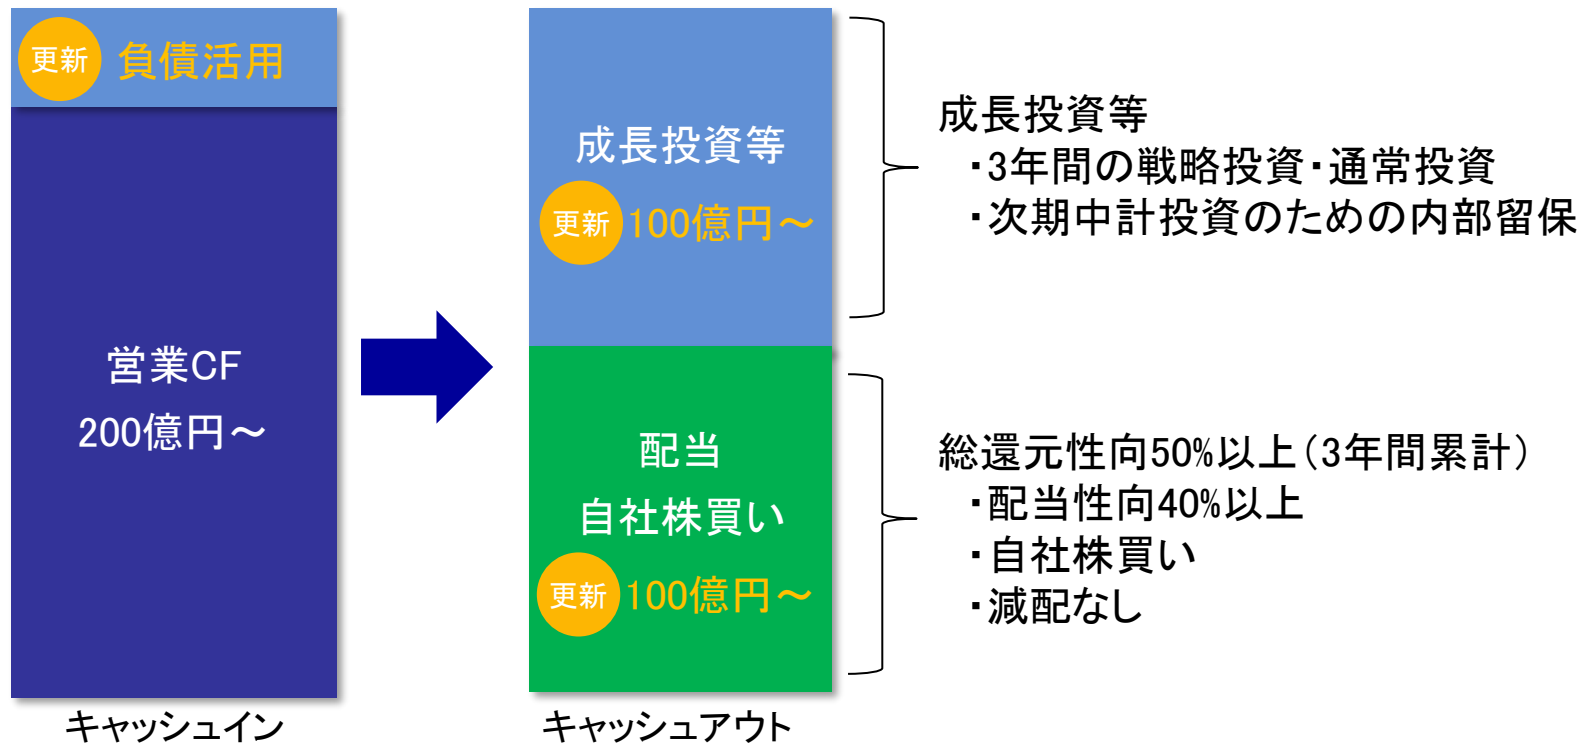 更新 負債活用
営業CF
200億円～
キャッシュイン
成長投資等
更新 100億円～
配当
自社株買い
更新 100億円～
キャッシュアウト
成長投資等
・3年間の戦略投資・通常投資
・次期中計投資のための内部留保
総還元性向50%以上（3年間累計）
・配当性向40%以上
・自社株買い
・減配なし